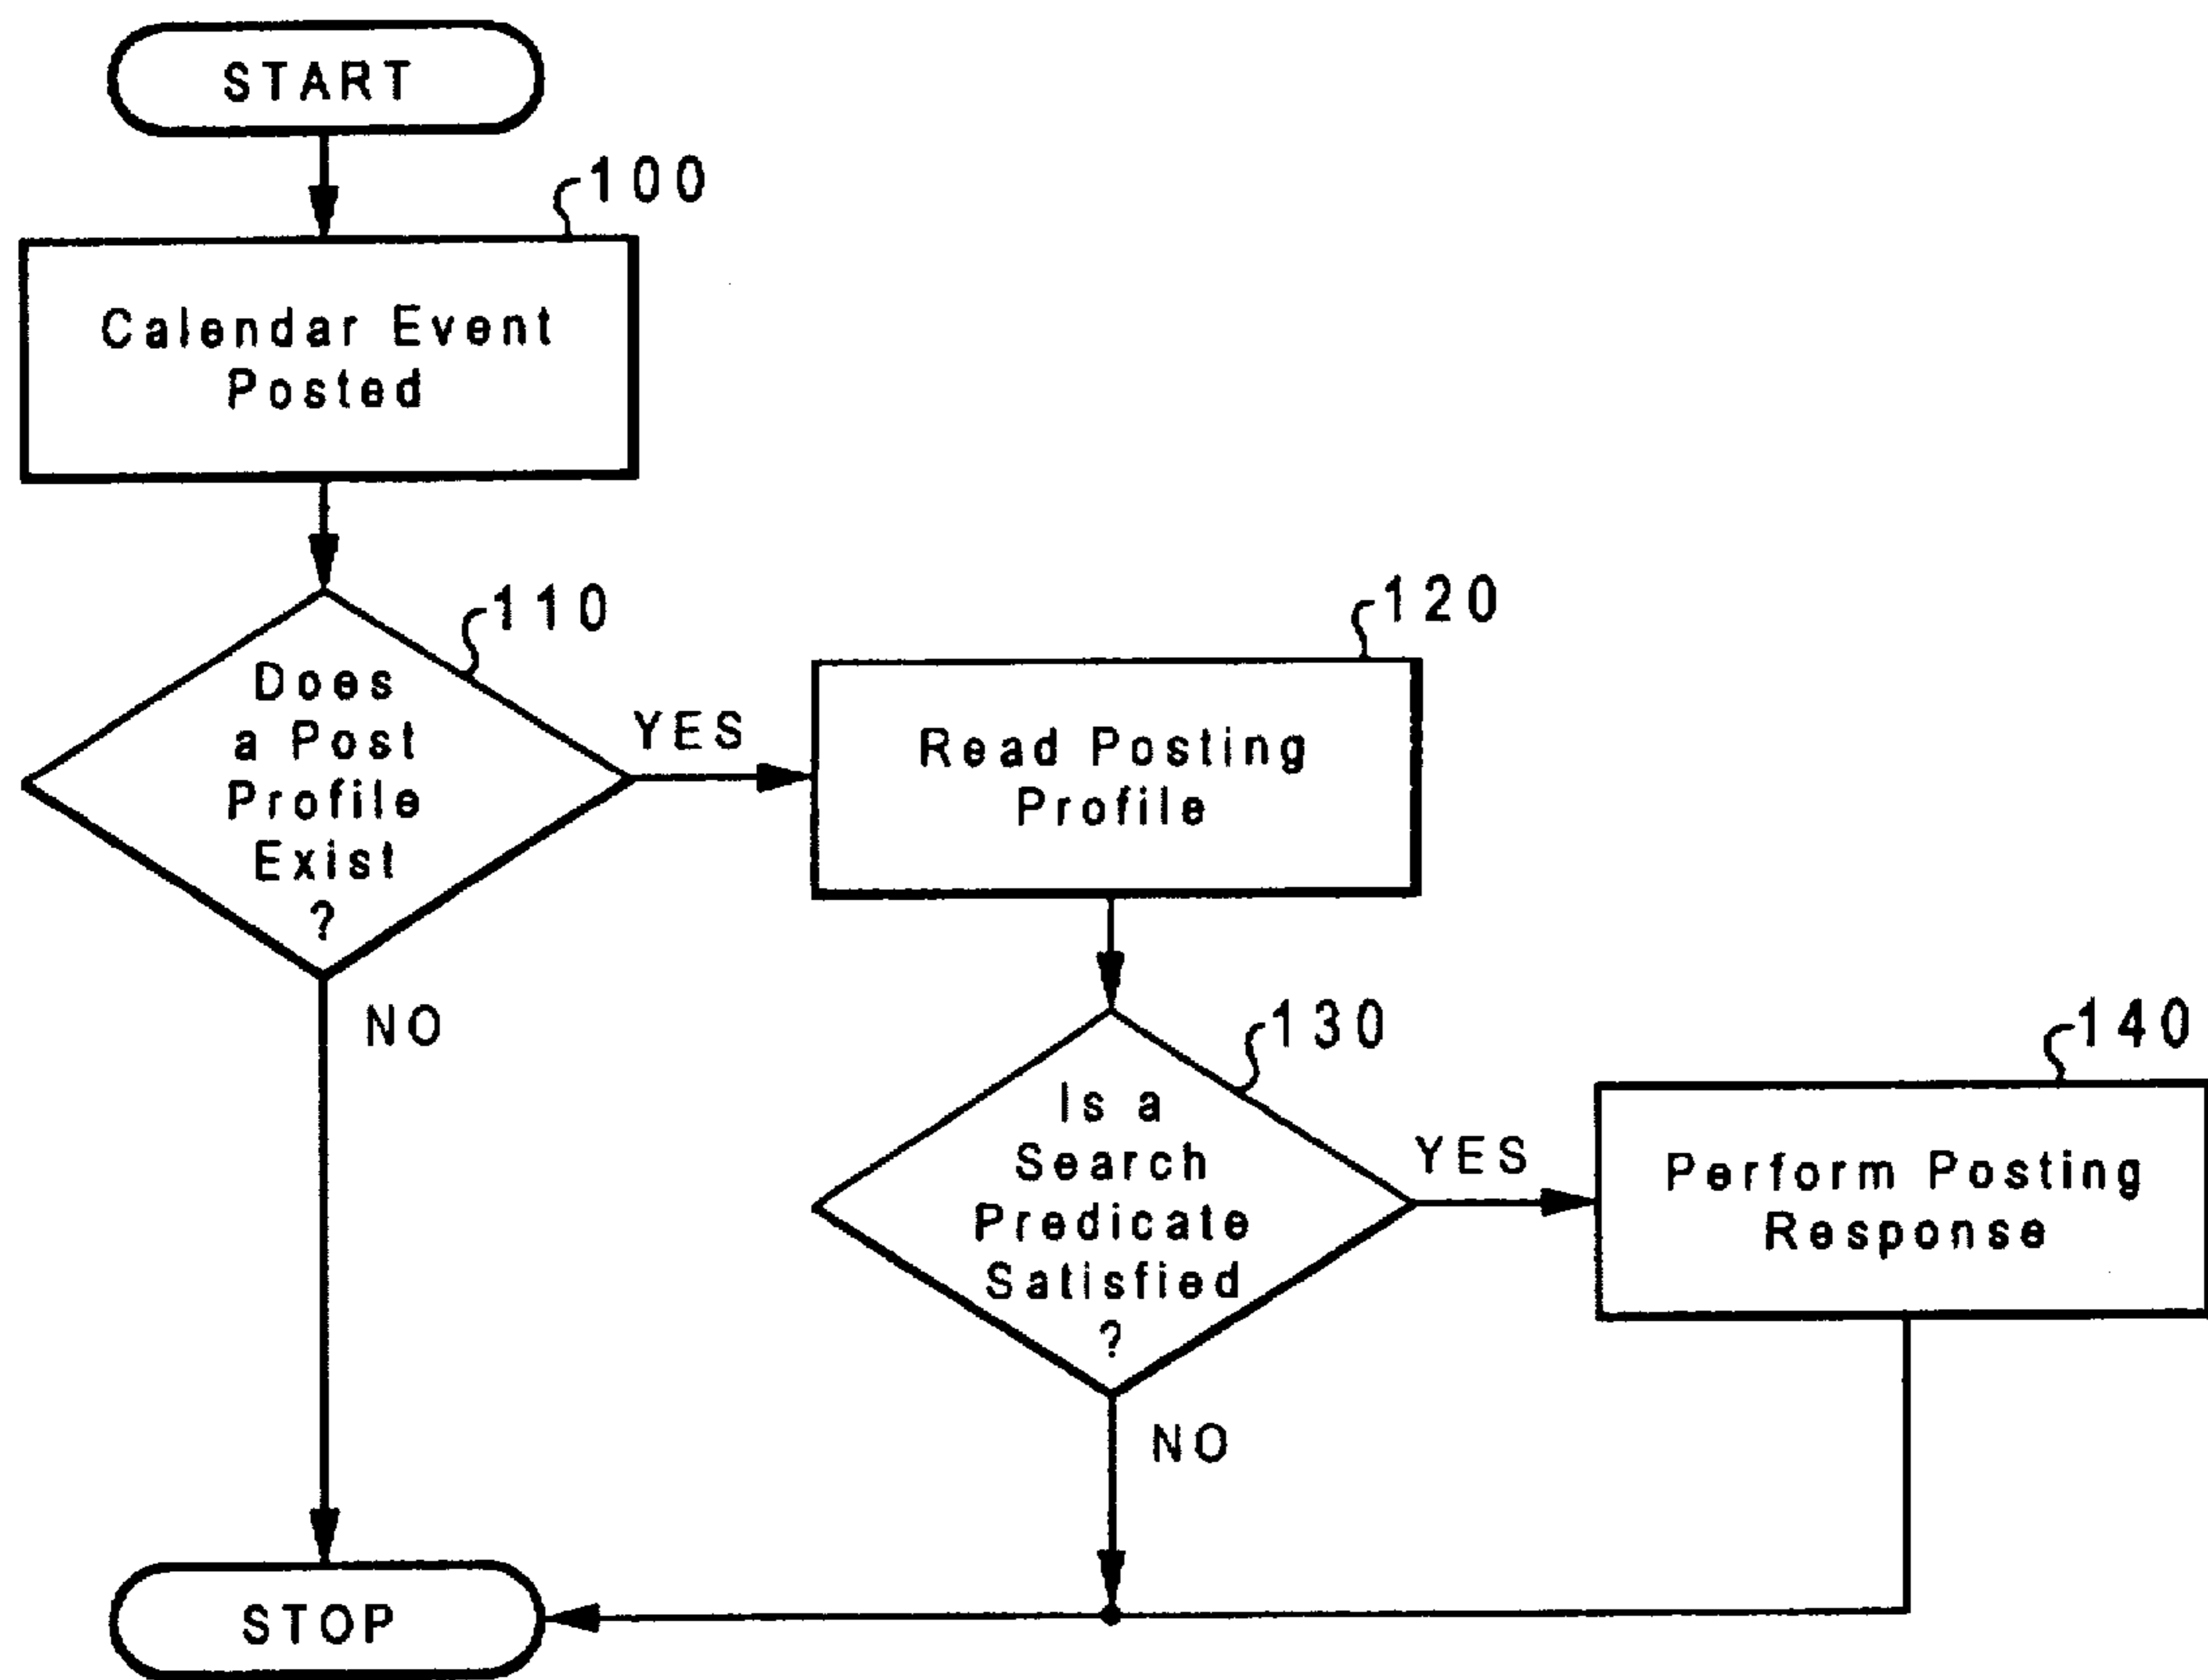 START
100
Calendar Event
Posted
110
Does
a Post
Profile
Exist
?
YES
NO
120
Read Posting
Profile
130
Is a
Search
Predicate
Satisfied
?
YES
NO
140
Perform Posting
Response
STOP